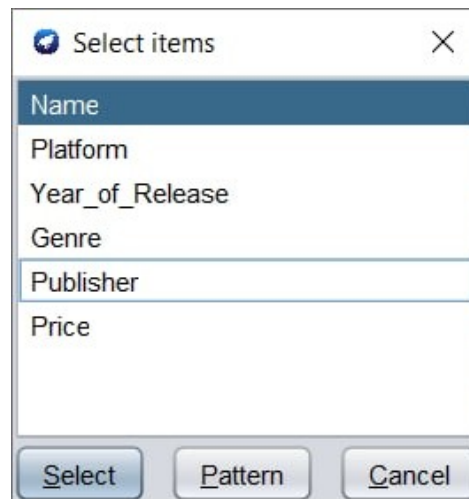 Select items
Name
Platform
Year_of_Release
Genre
Publisher
Price
Select Pattern Cancel